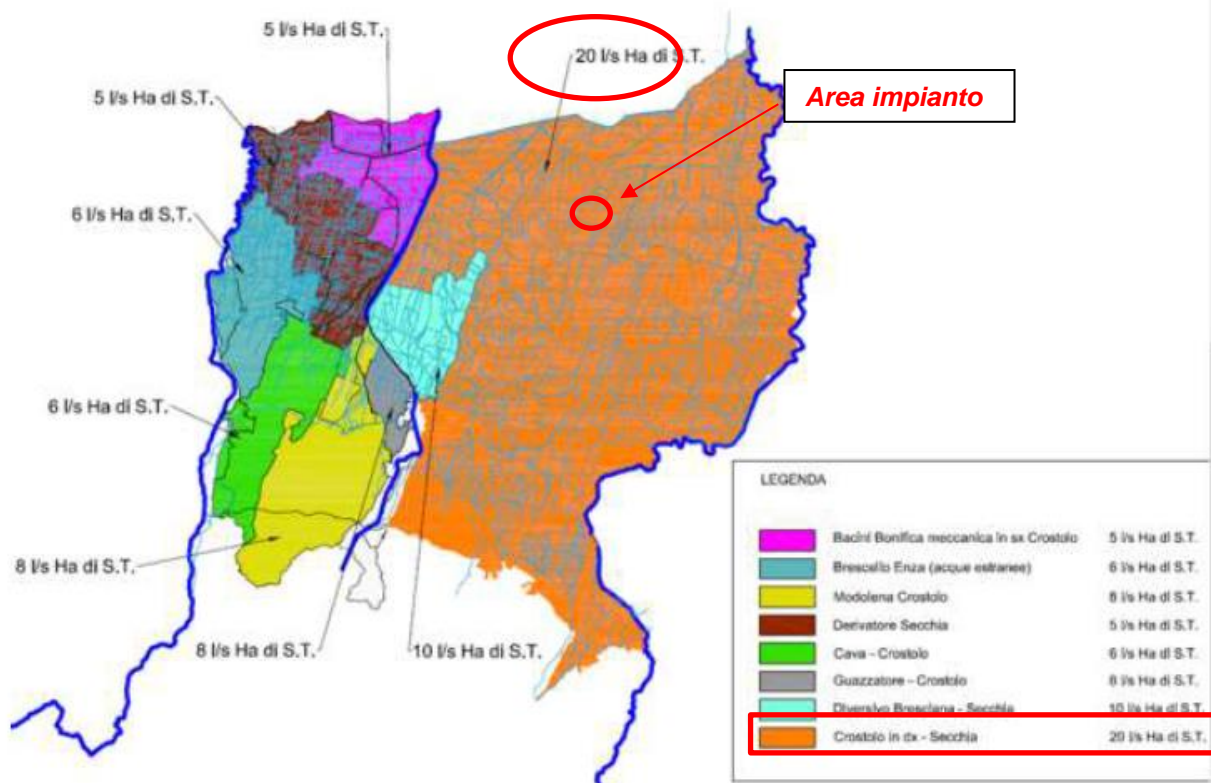 5 l/s Ha di S.T.
20 l/s Ha di S.T.
Area impianto
5 l/s Ha di S.T.
6 l/s Ha di S.T.
6 l/s Ha di S.T.
8 l/s Ha di S.T.
8 l/s Ha di S.T.
10 l/s Ha di S.T.
LEGENDA
Bacini Bonifica meccanica in sx Crostolo 5 l/s Ha di S.T.
Brescello Enza (acque estranee) 6 l/s Ha di S.T.
Modolena Crostolo 8 l/s Ha di S.T.
Derivatore Secchia 5 l/s Ha di S.T.
Cava - Crostolo 6 l/s Ha di S.T.
Guazzatore - Crostolo 8 l/s Ha di S.T.
Diversivo Bresciana - Secchia 10 l/s Ha di S.T.
Crostolo in dx - Secchia 20 l/s Ha di S.T.